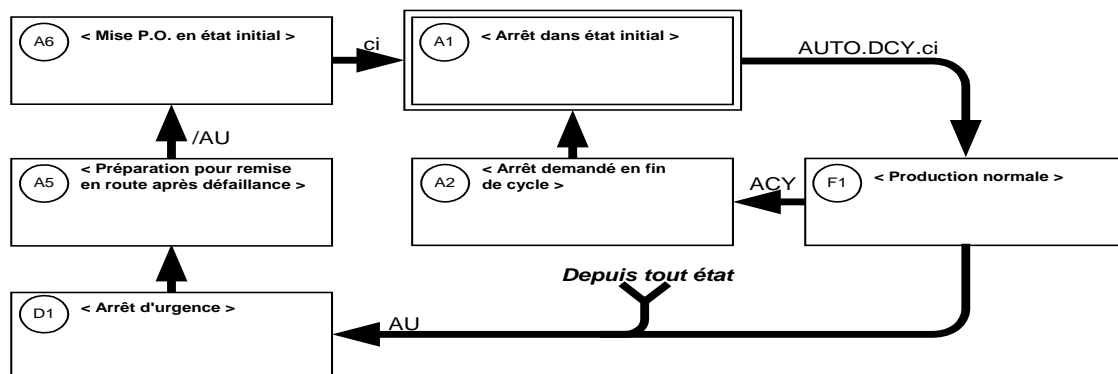 A6 < Mise P.O. en état initial >
ci
A1 < Arrêt dans état initial >
AUTO.DCY.ci
/AU
A5 < Préparation pour remise
en route après défaillance >
A2 < Arrêt demandé en fin
de cycle >
ACY
F1 < Production normale >
Depuis tout état
D1 < Arrêt d'urgence >
AU